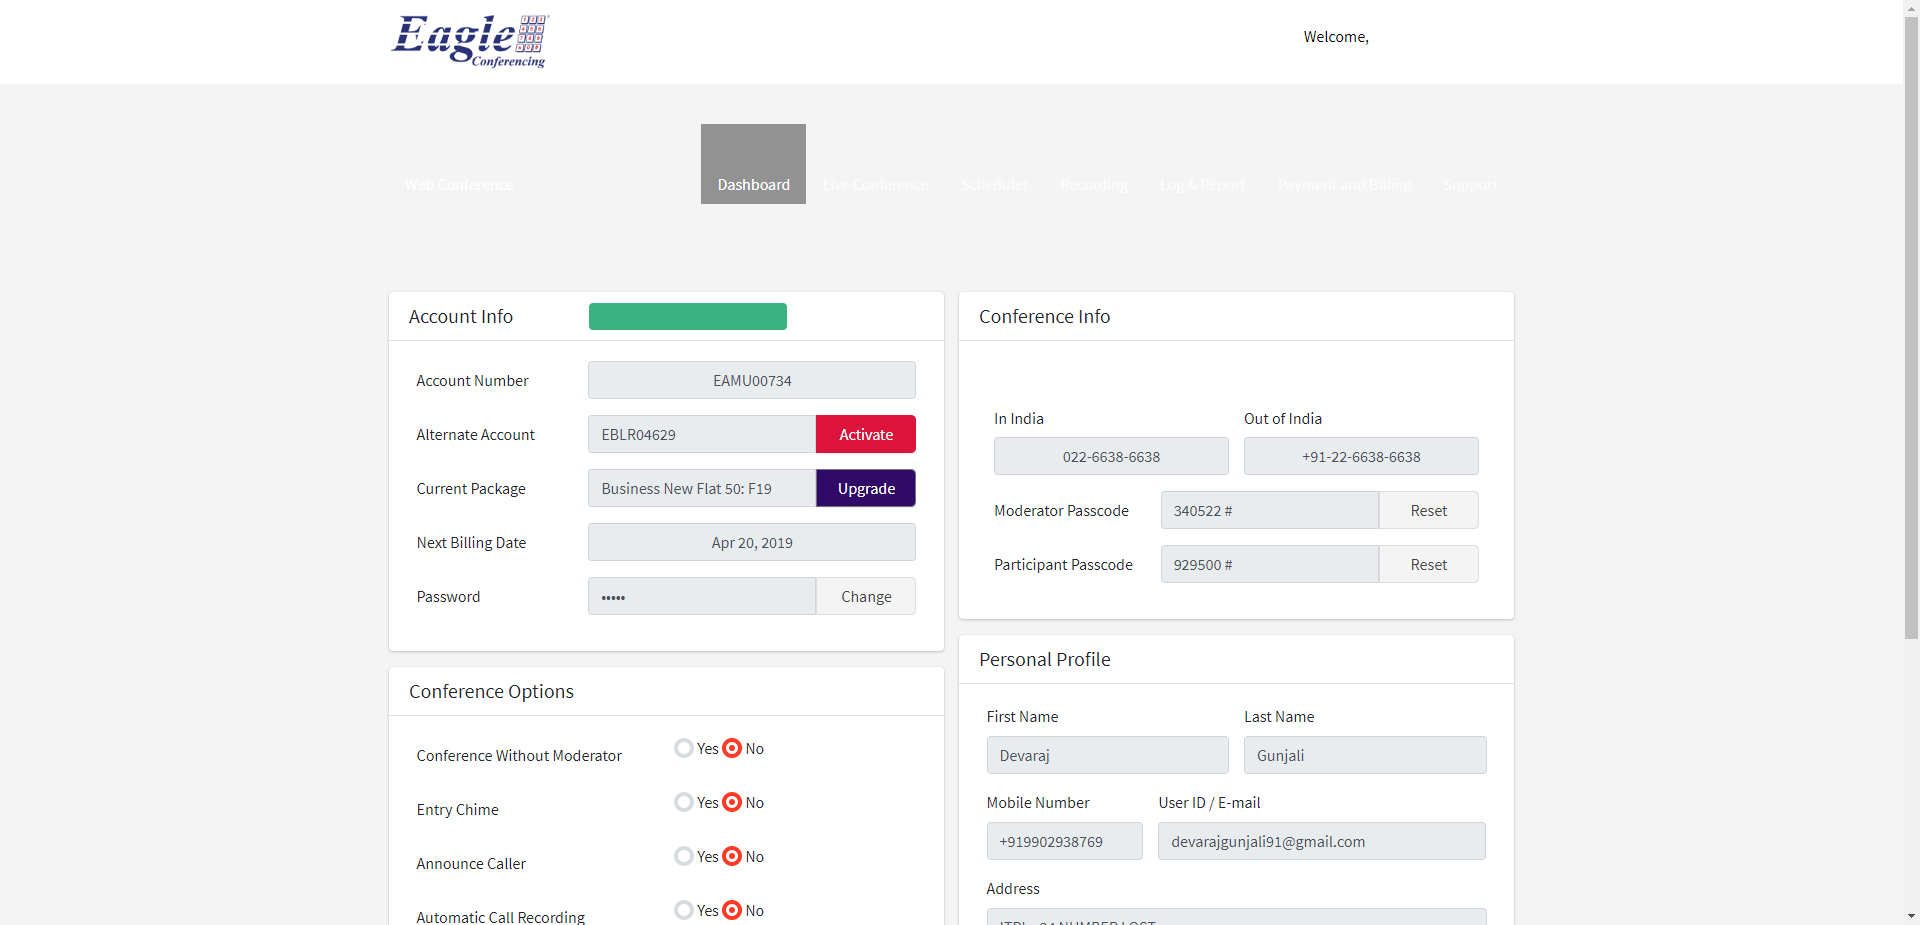 Eagle
Conferencing
Welcome,
Web Conference
Dashboard
Live Conference
Scheduler
Recording
Log & Report
Payment and Billing
Support
Account Info
Account Number
EAMU00734
Alternate Account
EBLR04629
Activate
Current Package
Business New Flat 50: F19
Upgrade
Next Billing Date
Apr 20, 2019
Password
•••••
Change
Conference Options
Conference Without Moderator
Yes No
Entry Chime
Yes No
Announce Caller
Yes No
Automatic Call Recording
Yes No
Conference Info
In India
Out of India
022-6638-6638
+91-22-6638-6638
Moderator Passcode
340522 #
Reset
Participant Passcode
929500 #
Reset
Personal Profile
First Name
Last Name
Devaraj
Gunjali
Mobile Number
User ID / E-mail
+919902938769
devarajgunjali91@gmail.com
Address